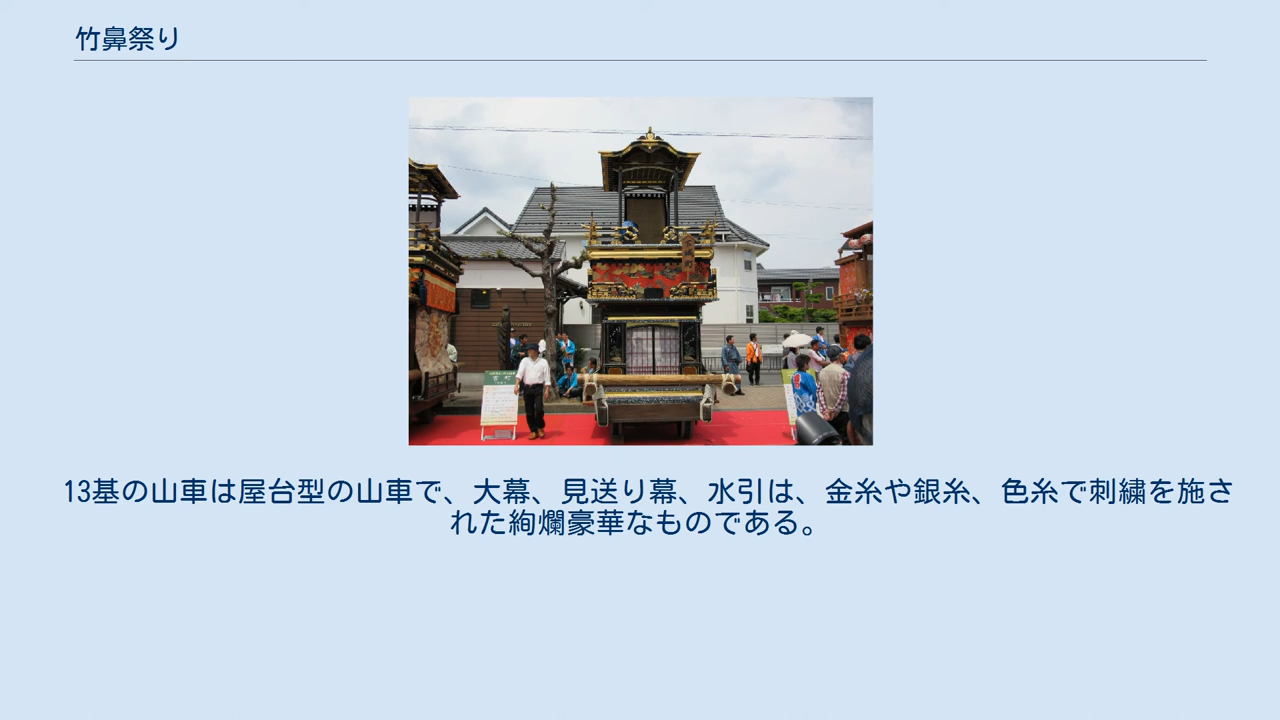 竹鼻祭り
13基の山車は屋台型の山車で、大幕、見送り幕、水引は、金糸や銀糸、色糸で刺繍を施さ
れた絢爛豪華なものである。